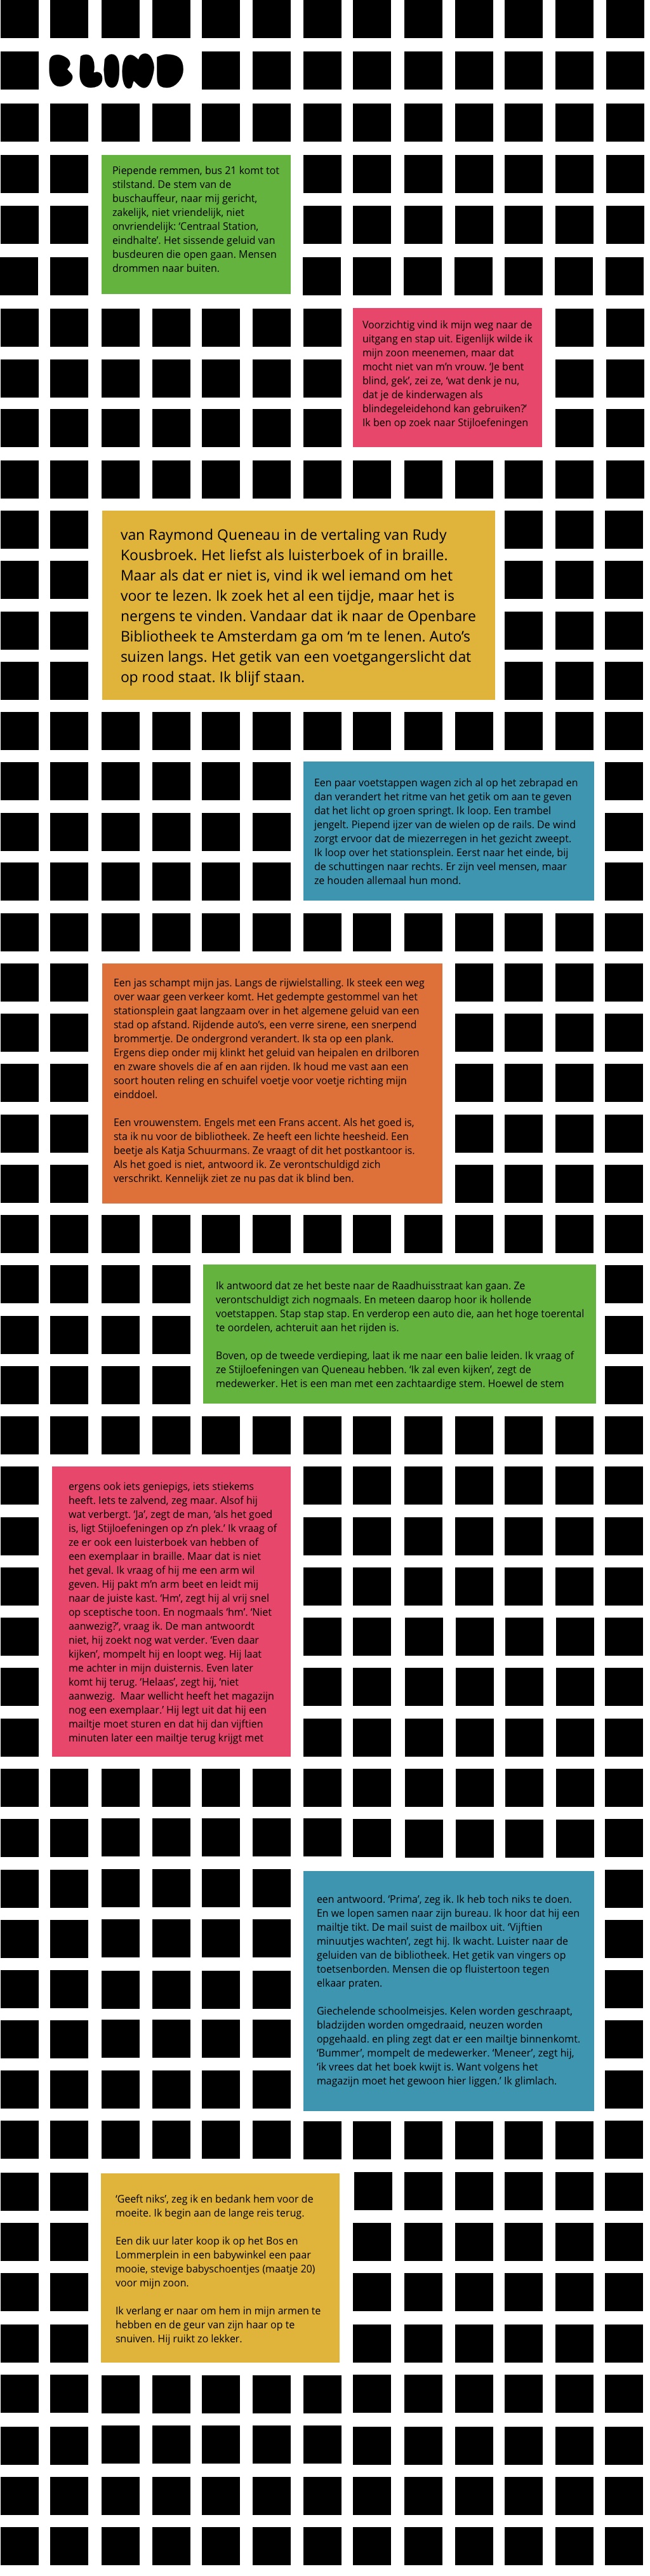 BLIND
Piepende remmen, bus 21 komt tot
stilstand. De stem van de
buschauffeur, naar mij gericht,
zakelijk, niet vriendelijk, niet
onvriendelijk: ‘Centraal Station,
eindhalte’. Het sissende geluid van
busdeuren die open gaan. Mensen
drommen naar buiten.
Voorzichtig vind ik mijn weg naar de
uitgang en stap uit. Eigenlijk wilde ik
mijn zoon meenemen, maar dat
mocht niet van m’n vrouw. ‘Je bent
blind, gek’, zei ze, ‘wat denk je nu,
dat je de kinderwagen als
blindegeleidehond kan gebruiken?’
Ik ben op zoek naar Stijloefeningen
van Raymond Queneau in de vertaling van Rudy
Kousbroek. Het liefst als luisterboek of in braille.
Maar als dat er niet is, vind ik wel iemand om het
voor te lezen. Ik zoek het al een tijdje, maar het is
nergens te vinden. Vandaar dat ik naar de Openbare
Bibliotheek te Amsterdam ga om ‘m te lenen. Auto’s
suizen langs. Het getik van een voetgangerslicht dat
op rood staat. Ik blijf staan.
Een paar voetstappen wagen zich al op het zebrapad en
dan verandert het ritme van het getik om aan te geven
dat het licht op groen springt. Ik loop. Een trambel
jengelt. Piepend ijzer van de wielen op de rails. De wind
zorgt ervoor dat de miezerregen in het gezicht zweept.
Ik loop over het stationsplein. Eerst naar het einde, bij
de schuttingen naar rechts. Er zijn veel mensen, maar
ze houden allemaal hun mond.
Een jas schampt mijn jas. Langs de rijwielstalling. Ik steek een weg
over waar geen verkeer komt. Het gedempte gestommel van het
stationsplein gaat langzaam over in het algemene geluid van een
stad op afstand. Rijdende auto’s, een verre sirene, een snerpend
brommertje. De ondergrond verandert. Ik sta op een plank.
Ergens diep onder mij klinkt het geluid van heipalen en drilboren
en zware shovels die af en aan rijden. Ik houd me vast aan een
soort houten reling en schuifel voetje voor voetje richting mijn
einddoel.
Een vrouwenstem. Engels met een Frans accent. Als het goed is,
sta ik nu voor de bibliotheek. Ze heeft een lichte heesheid. Een
beetje als Katja Schuurmans. Ze vraagt of dit het postkantoor is.
Als het goed is niet, antwoord ik. Ze verontschuldigd zich
verschrikt. Kennelijk ziet ze nu pas dat ik blind ben.
Ik antwoord dat ze het beste naar de Raadhuisstraat kan gaan. Ze
verontschuldigt zich nogmaals. En meteen daarop hoor ik hollende
voetstappen. Stap stap stap. En verderop een auto die, aan het hoge toerental
te oordelen, achteruit aan het rijden is.
Boven, op de tweede verdieping, laat ik me naar een balie leiden. Ik vraag of
ze Stijloefeningen van Queneau hebben. ‘Ik zal even kijken’, zegt de
medewerker. Het is een man met een zachtaardige stem. Hoewel de stem
ergens ook iets geniepigs, iets stiekems
heeft. Iets te zalvend, zeg maar. Alsof hij
wat verbergt. ‘Ja’, zegt de man, ‘als het goed
is, ligt Stijloefeningen op z’n plek.’ Ik vraag of
ze er ook een luisterboek van hebben of
een exemplaar in braille. Maar dat is niet
het geval. Ik vraag of hij me een arm wil
geven. Hij pakt m’n arm beet en leidt mij
naar de juiste kast. ‘Hm’, zegt hij al vrij snel
op sceptische toon. En nogmaals ‘hm’. ‘Niet
aanwezig?’, vraag ik. De man antwoordt
niet, hij zoekt nog wat verder. ‘Even daar
kijken’, mompelt hij en loopt weg. Hij laat
me achter in mijn duisternis. Even later
komt hij terug. ‘Helaas’, zegt hij, ‘niet
aanwezig.  Maar wellicht heeft het magazijn
nog een exemplaar.’ Hij legt uit dat hij een
mailtje moet sturen en dat hij dan vijftien
minuten later een mailtje terug krijgt met
een antwoord. ‘Prima’, zeg ik. Ik heb toch niks te doen.
En we lopen samen naar zijn bureau. Ik hoor dat hij een
mailtje tikt. De mail suist de mailbox uit. ‘Vijftien
minuutjes wachten’, zegt hij. Ik wacht. Luister naar de
geluiden van de bibliotheek. Het getik van vingers op
toetsenborden. Mensen die op fluistertoon tegen
elkaar praten.
Giechelende schoolmeisjes. Kelen worden geschraapt,
bladzijden worden omgedraaid, neuzen worden
opgehaald. en pling zegt dat er een mailtje binnenkomt.
‘Bummer’, mompelt de medewerker. ‘Meneer’, zegt hij,
‘ik vrees dat het boek kwijt is. Want volgens het
magazijn moet het gewoon hier liggen.’ Ik glimlach.
‘Geeft niks’, zeg ik en bedank hem voor de
moeite. Ik begin aan de lange reis terug.
Een dik uur later koop ik op het Bos en
Lommerplein in een babywinkel een paar
mooie, stevige babyschoentjes (maatje 20)
voor mijn zoon.
Ik verlang er naar om hem in mijn armen te
hebben en de geur van zijn haar op te
snuiven. Hij ruikt zo lekker.